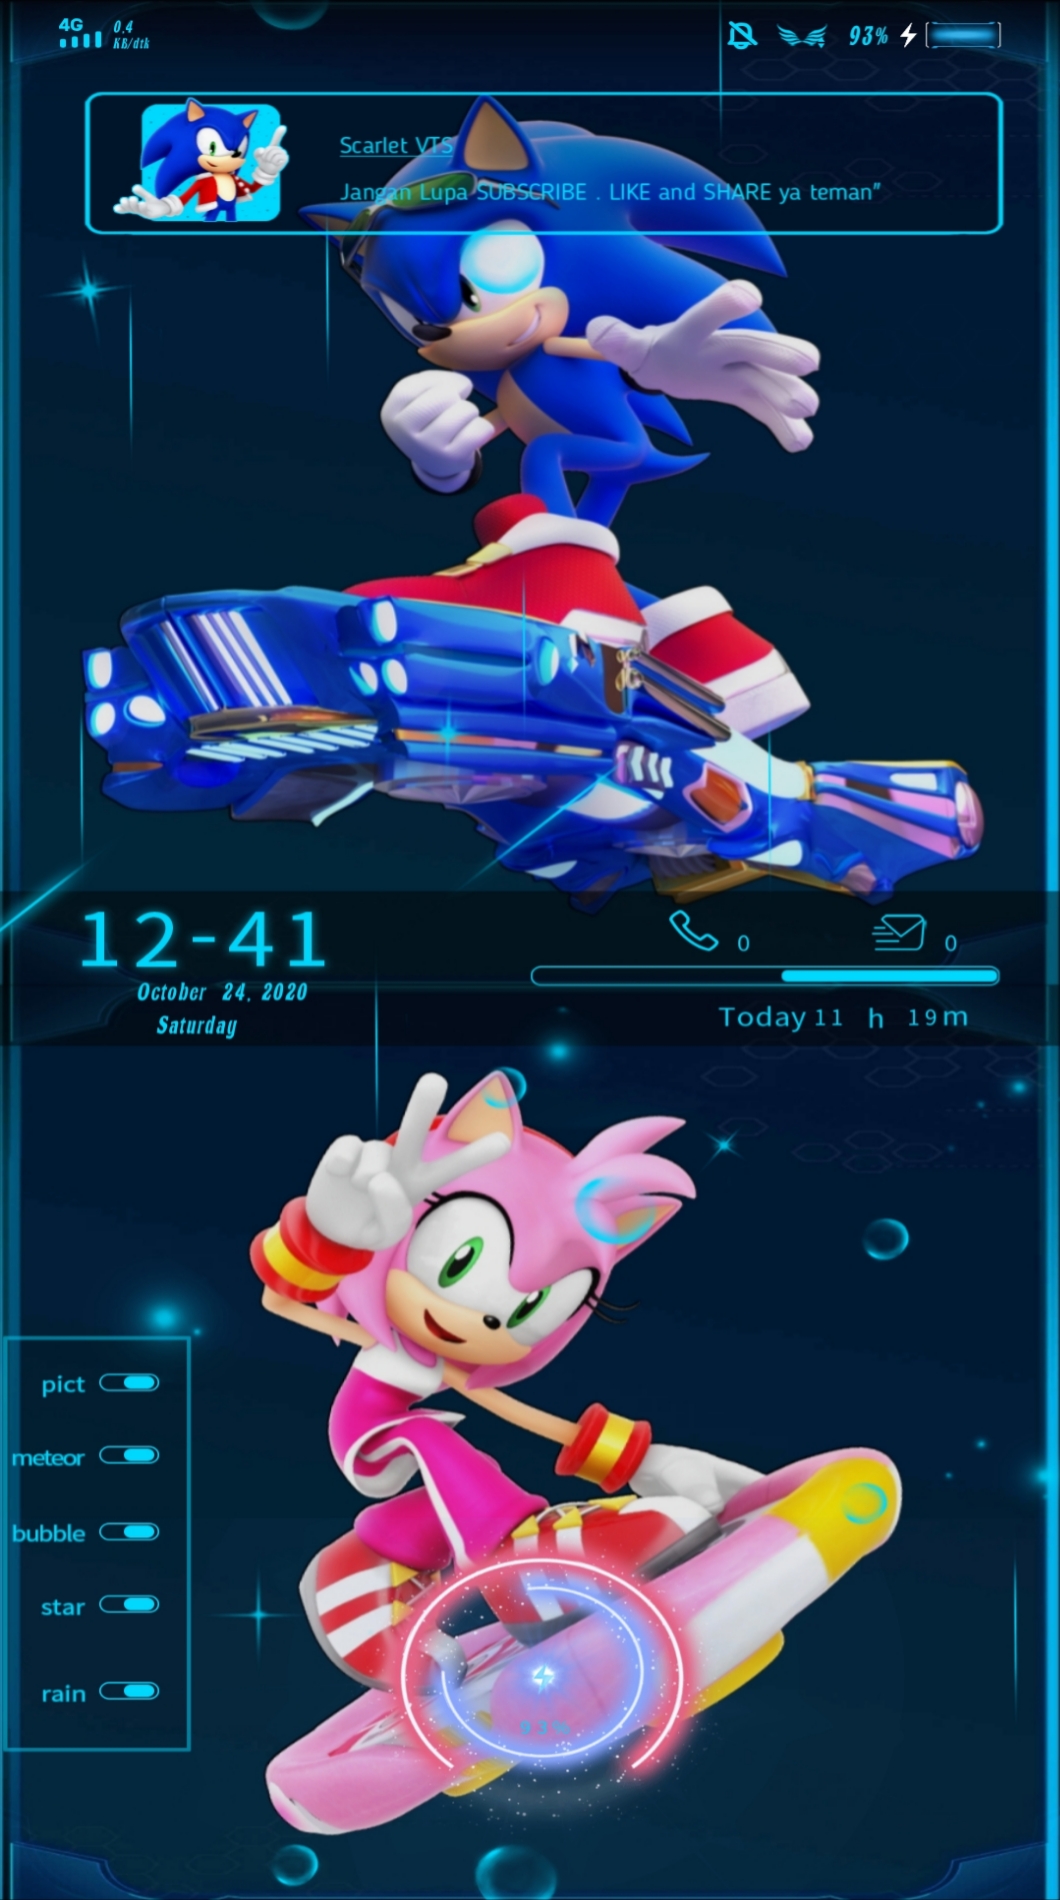 4G
0.4
KB/dtk
93%
Scarlet VTS
Jangan Lupa SUBSCRIBE . LIKE and SHARE ya teman"
12-41
0
0
October 24, 2020
Saturday
Today 11 h 19m
pict
meteor
bubble
star
rain
93%